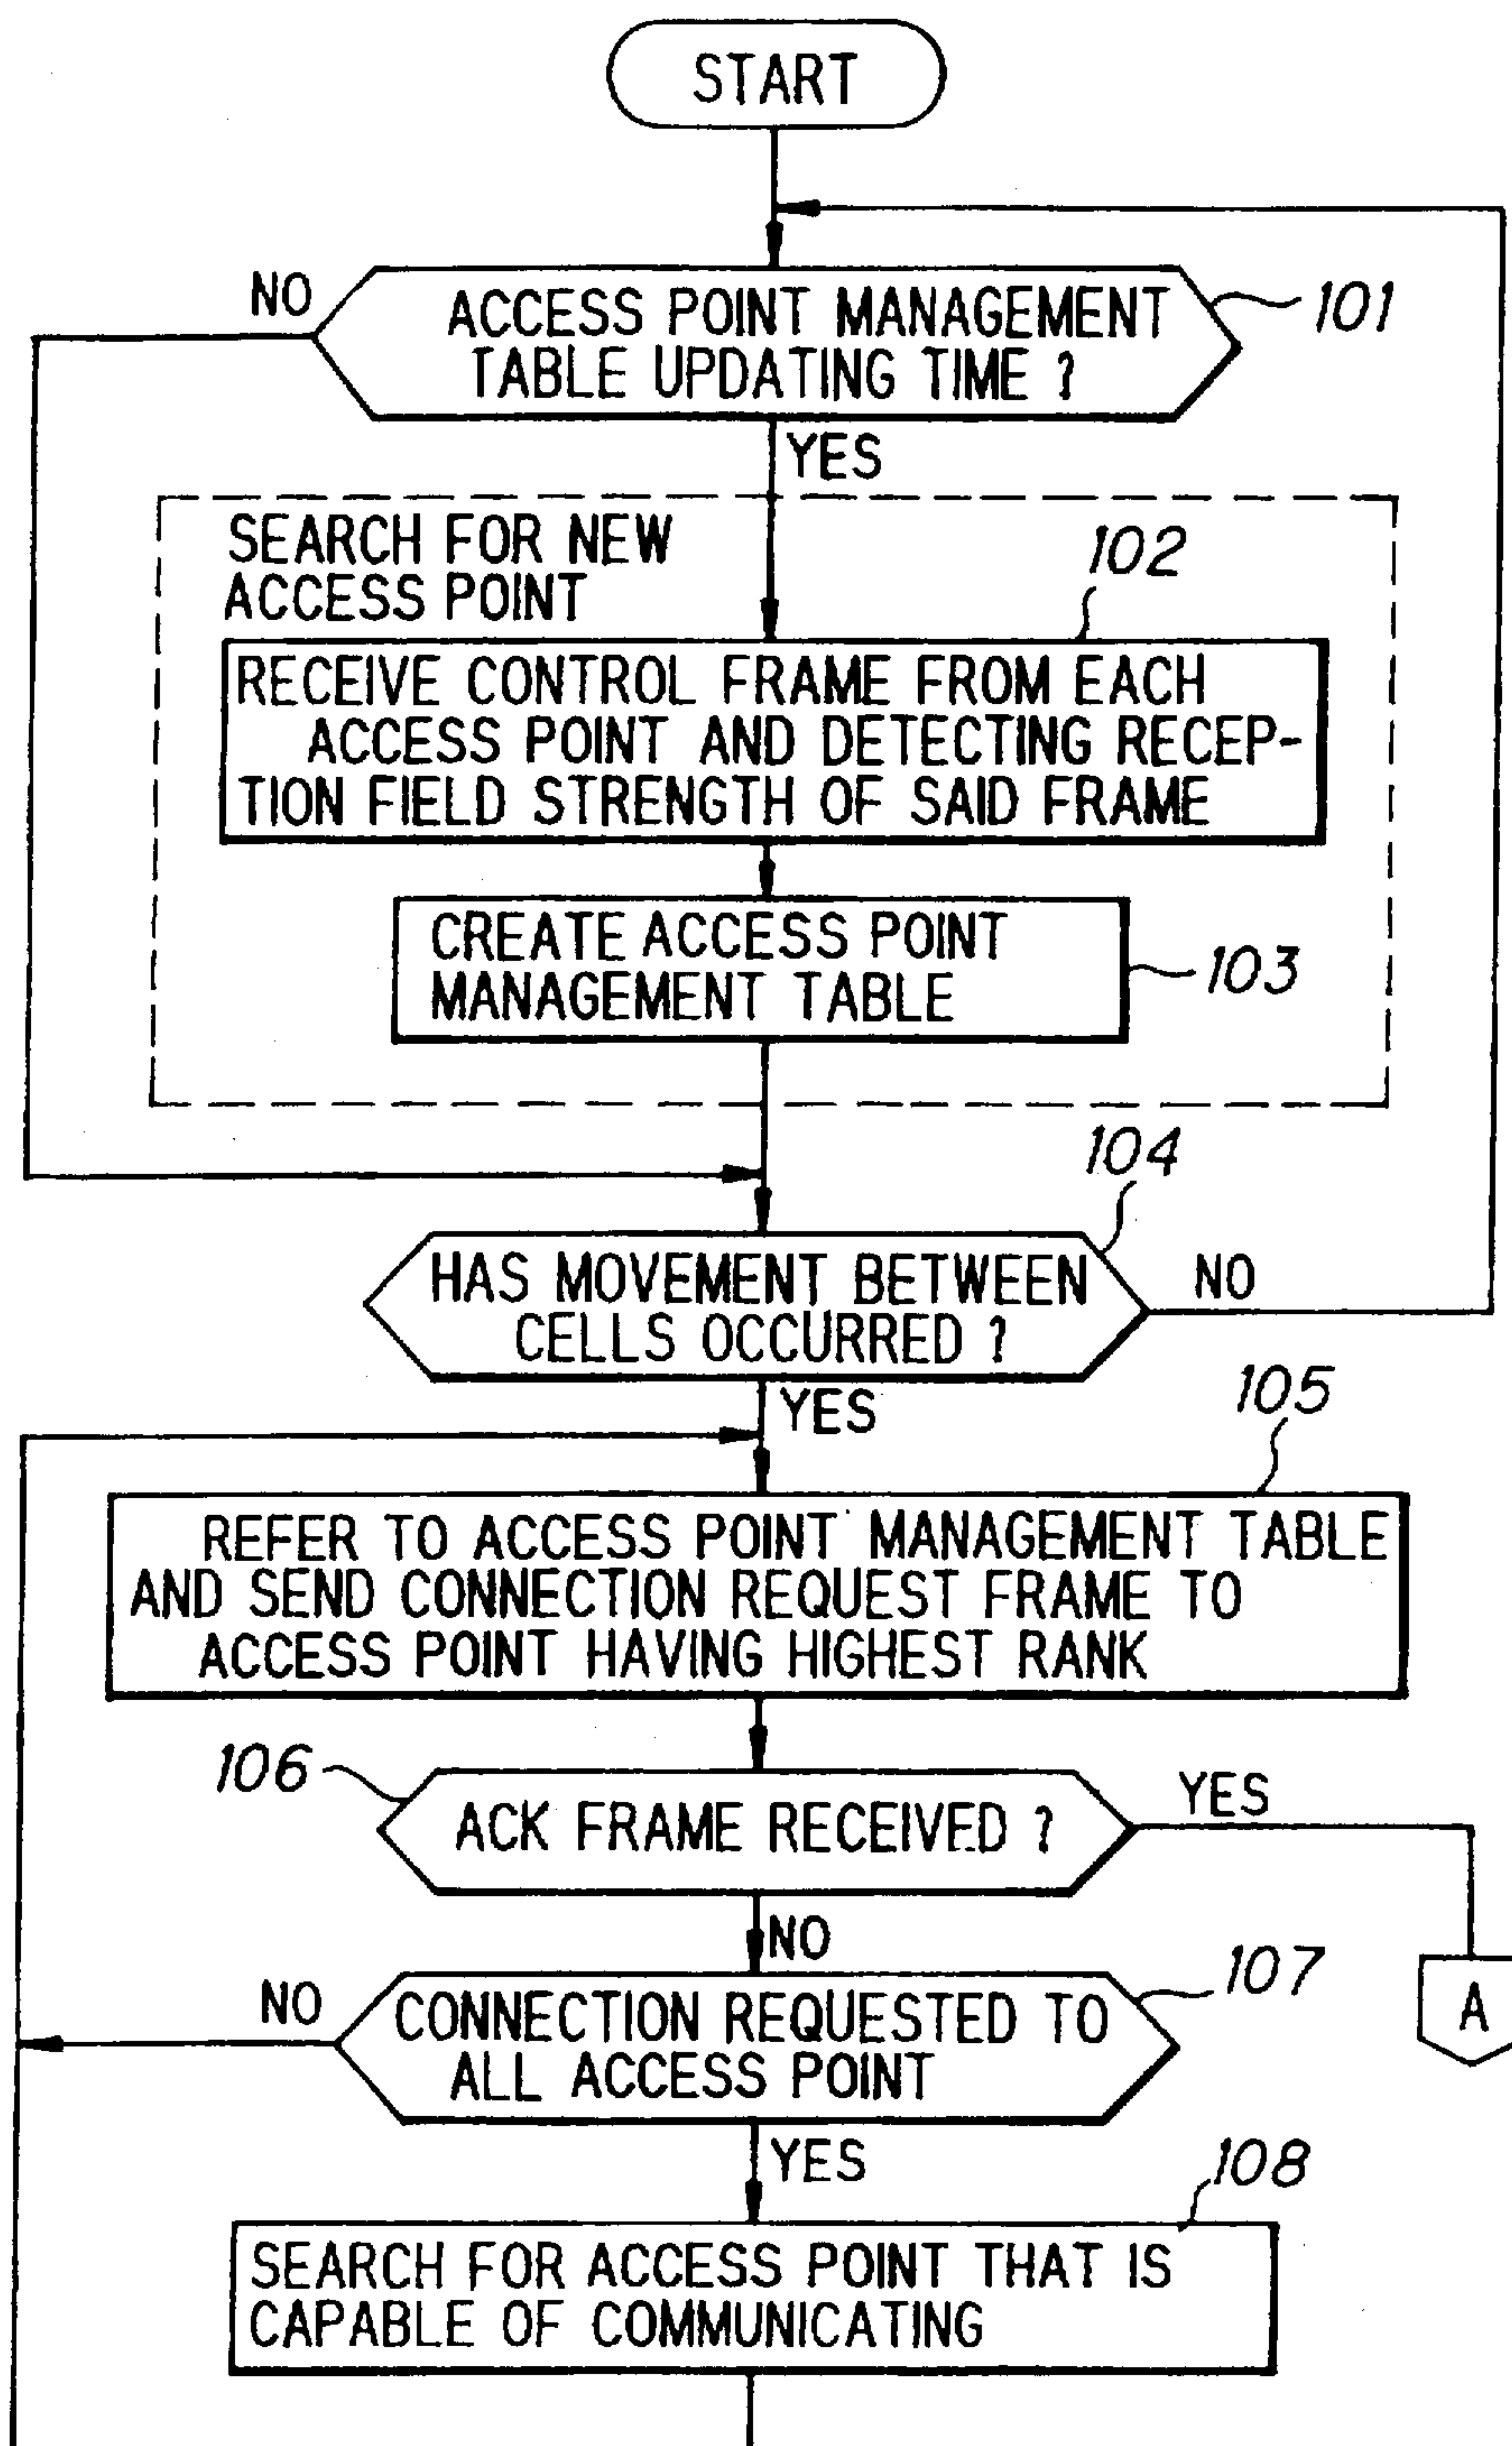 START
NO
ACCESS POINT MANAGEMENT
TABLE UPDATING TIME ?
101
YES
SEARCH FOR NEW
ACCESS POINT
102
RECEIVE CONTROL FRAME FROM EACH
ACCESS POINT AND DETECTING RECEP-
TION FIELD STRENGTH OF SAID FRAME
CREATE ACCESS POINT
MANAGEMENT TABLE
103
104
HAS MOVEMENT BETWEEN
CELLS OCCURRED ?
NO
YES
105
REFER TO ACCESS POINT MANAGEMENT TABLE
AND SEND CONNECTION REQUEST FRAME TO
ACCESS POINT HAVING HIGHEST RANK
106
ACK FRAME RECEIVED ?
YES
NO
107
NO
CONNECTION REQUESTED TO
ALL ACCESS POINT
A
YES
108
SEARCH FOR ACCESS POINT THAT IS
CAPABLE OF COMMUNICATING